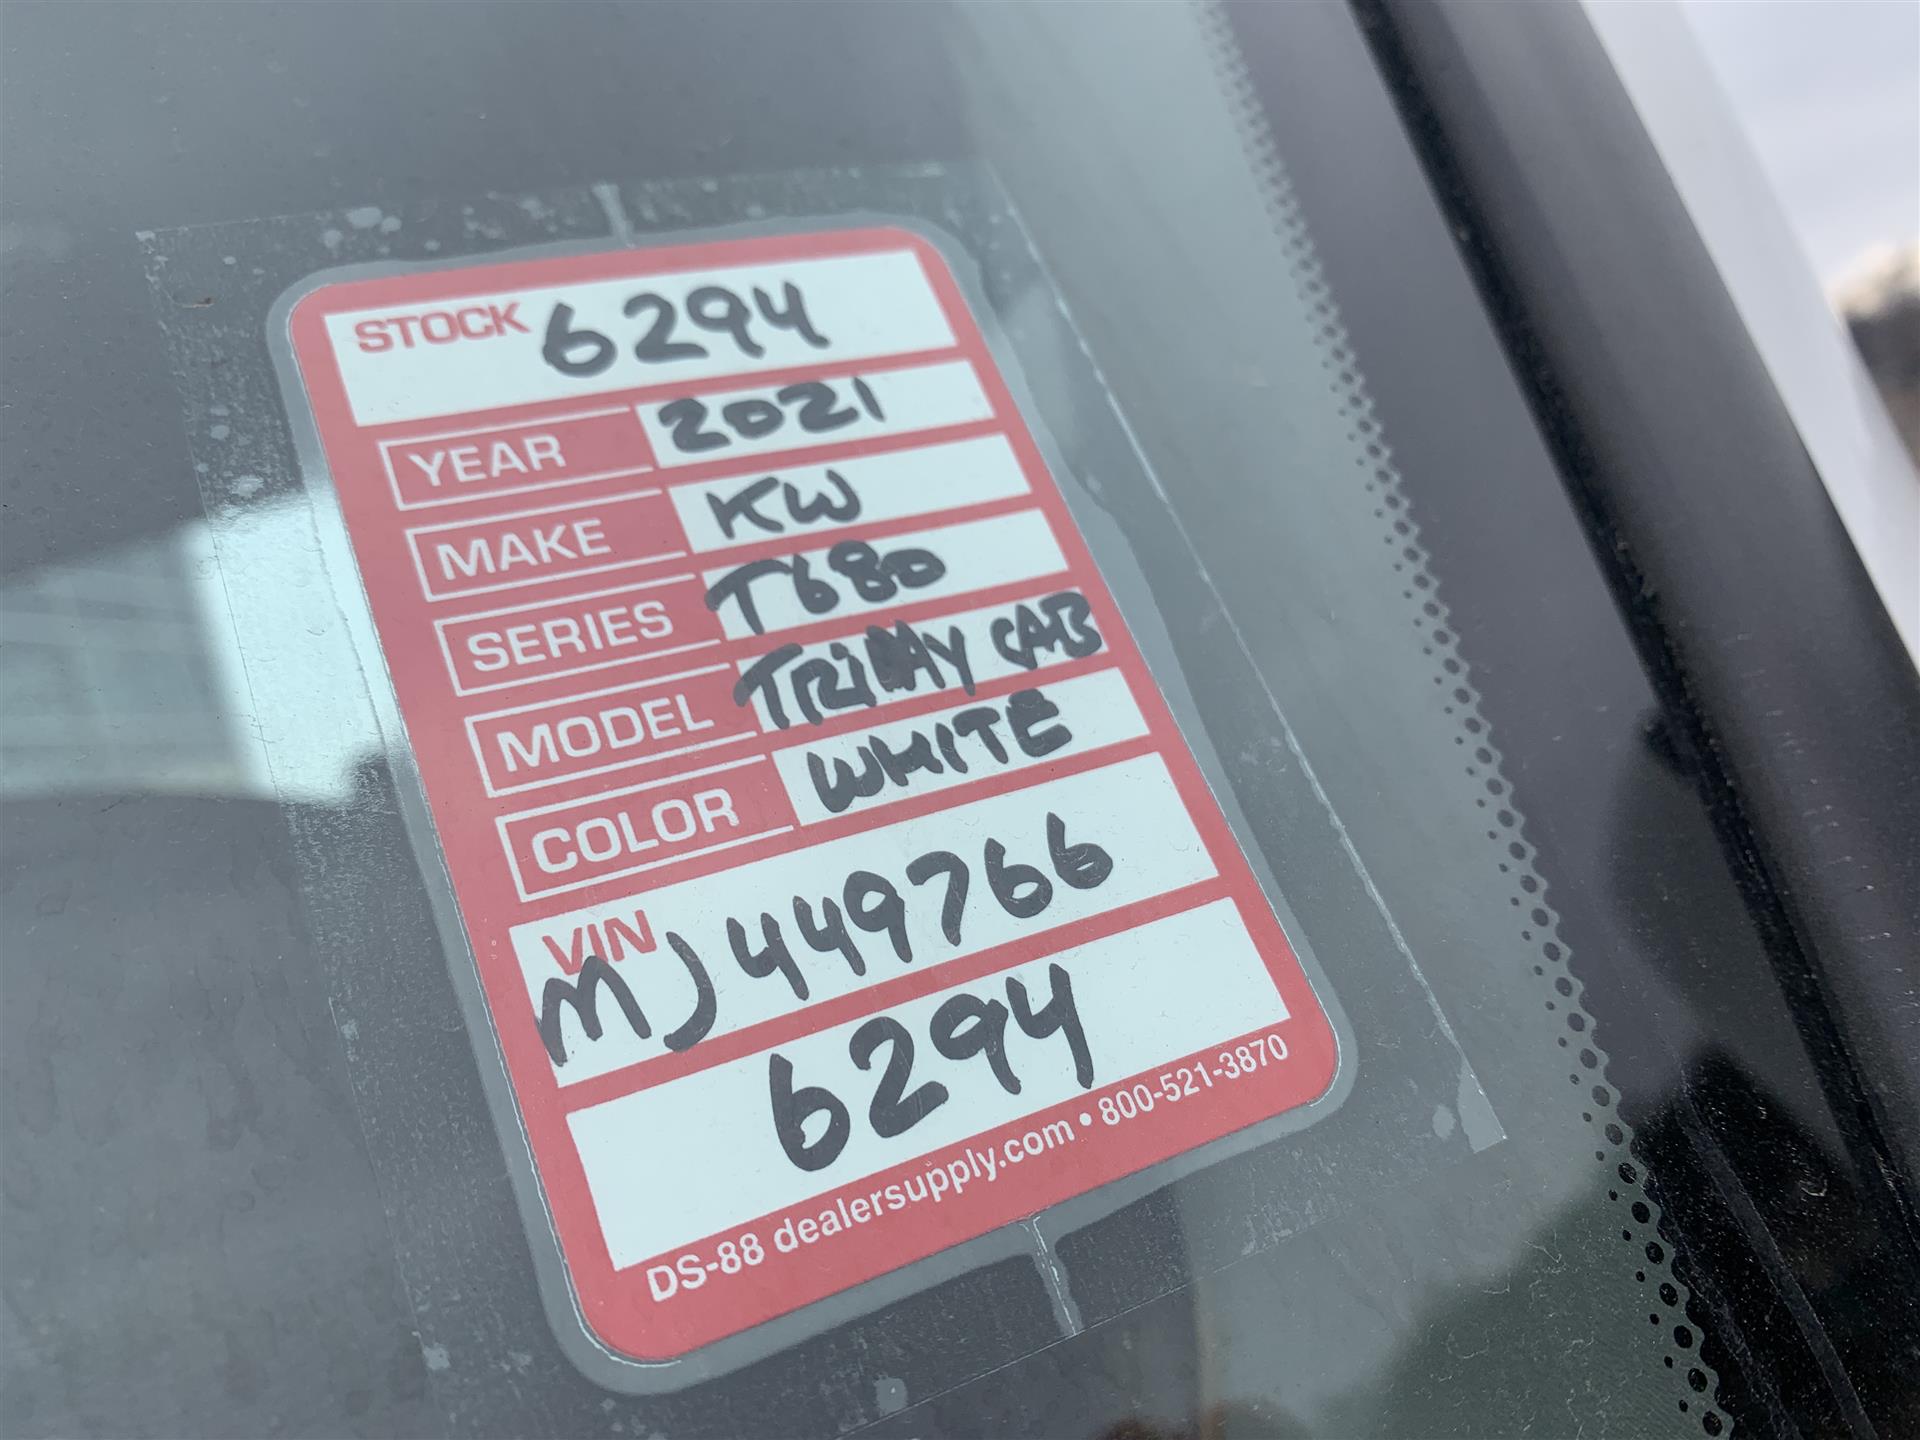 STOCK 6294
YEAR 2021
MAKE KW
SERIES T680
MODEL CAB
COLOR WHITE
VIN
MJ449766
6294
DS-88 dealersupply.com • 800-521-3870